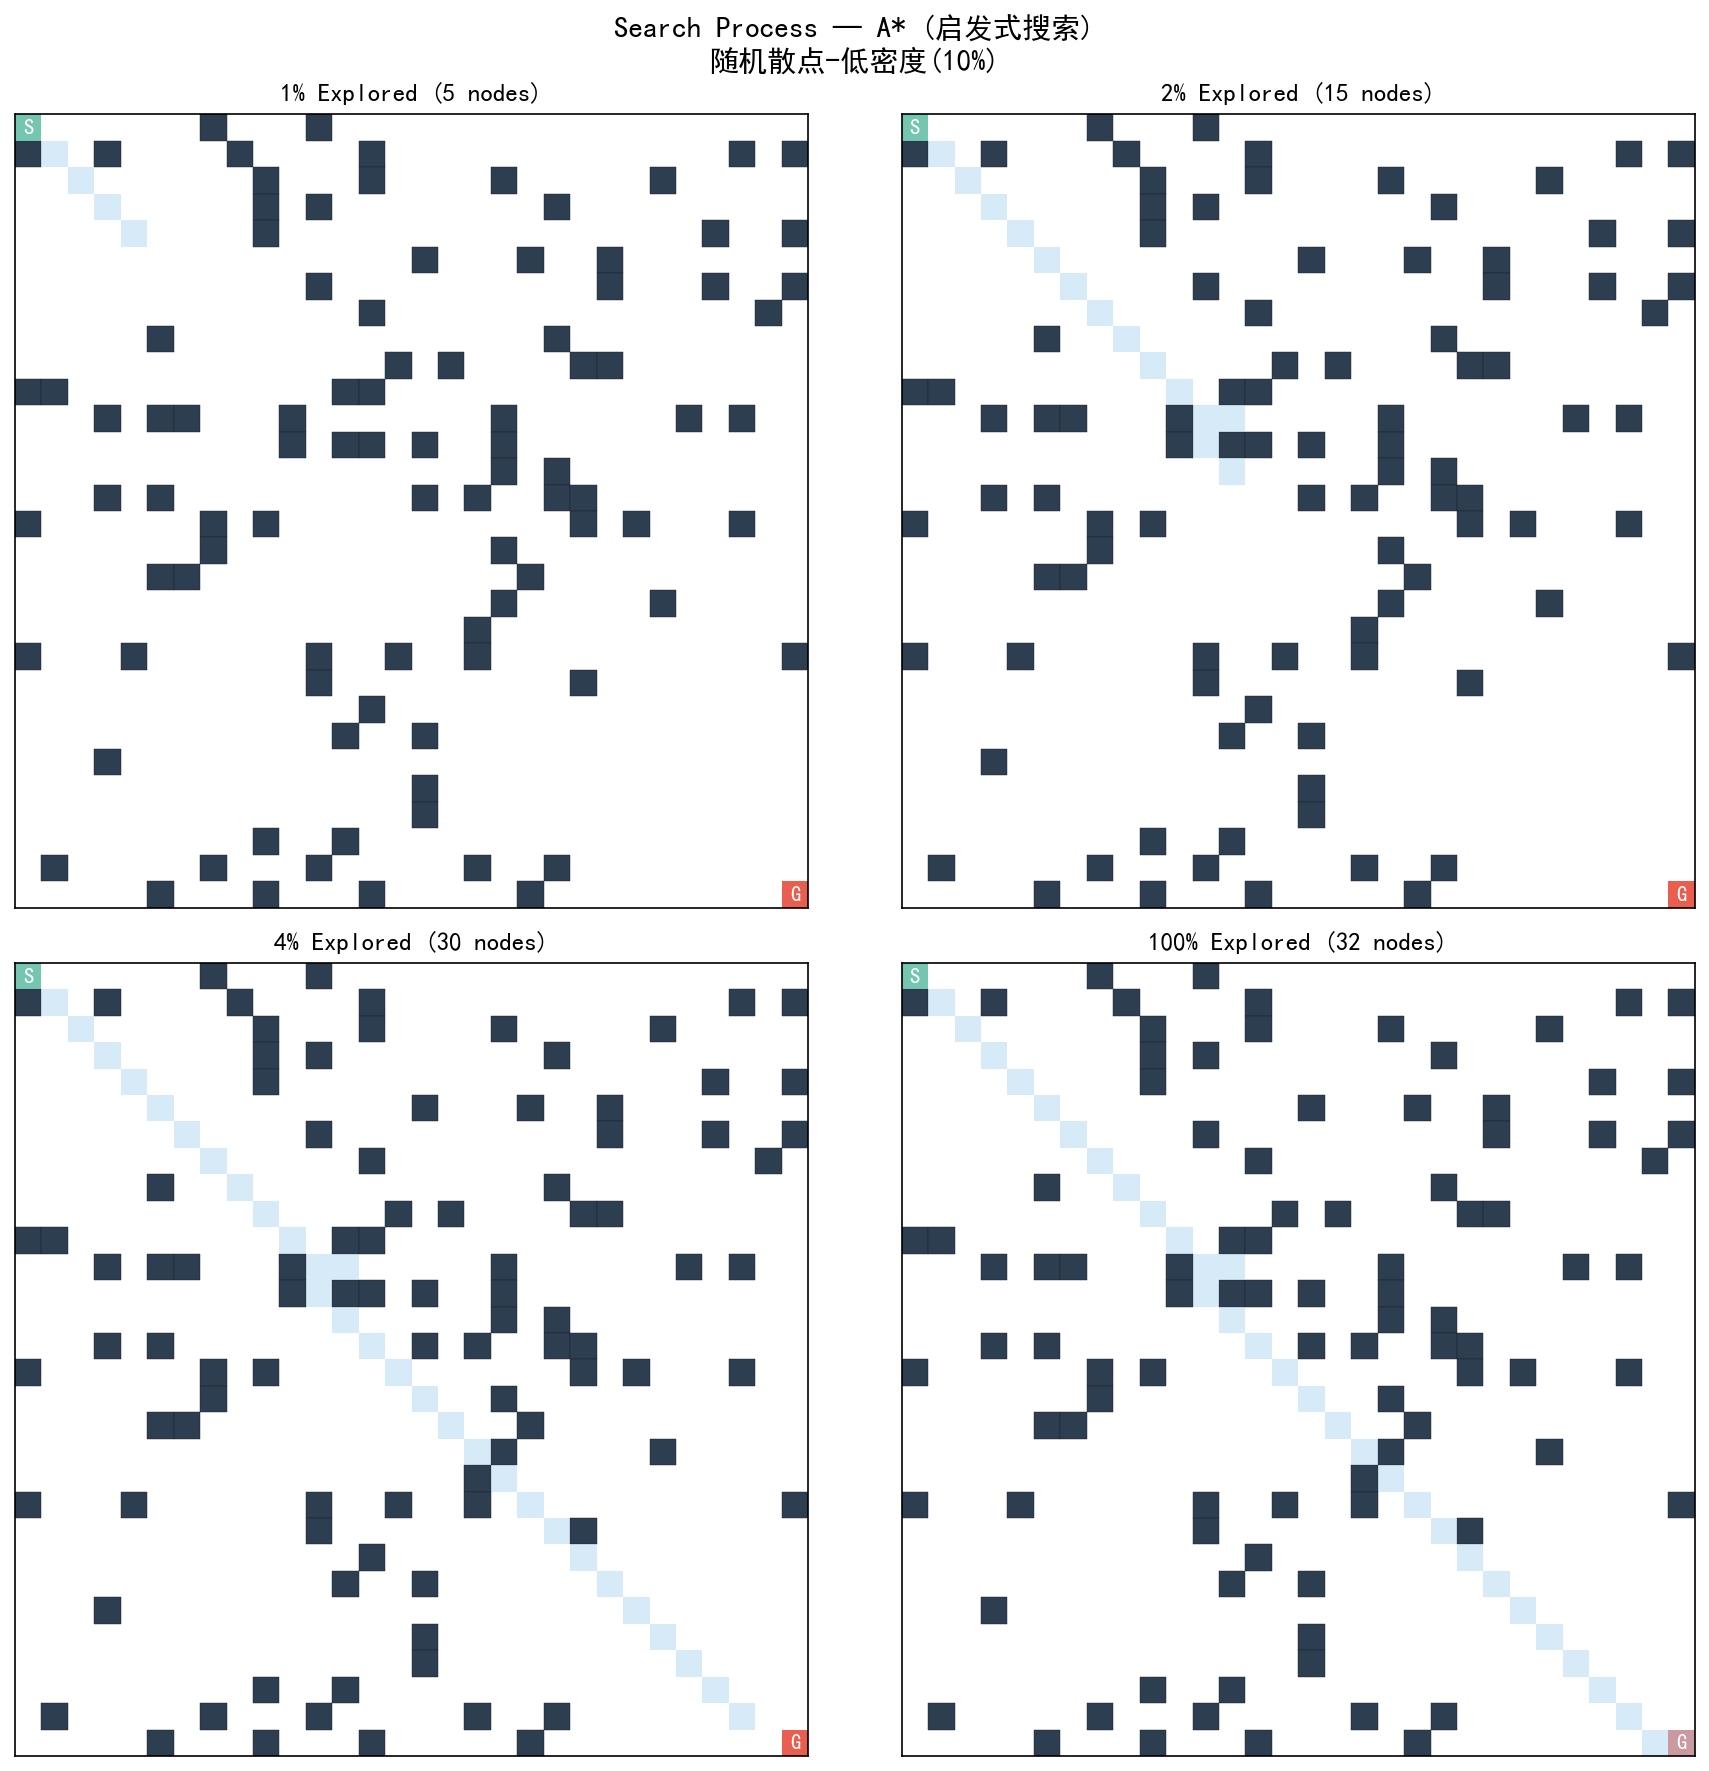 Search Process — A* (启发式搜索)
随机散点-低密度(10%)
1% Explored (5 nodes)
2% Explored (15 nodes)
S
S
G
G
4% Explored (30 nodes)
100% Explored (32 nodes)
S
S
G
G